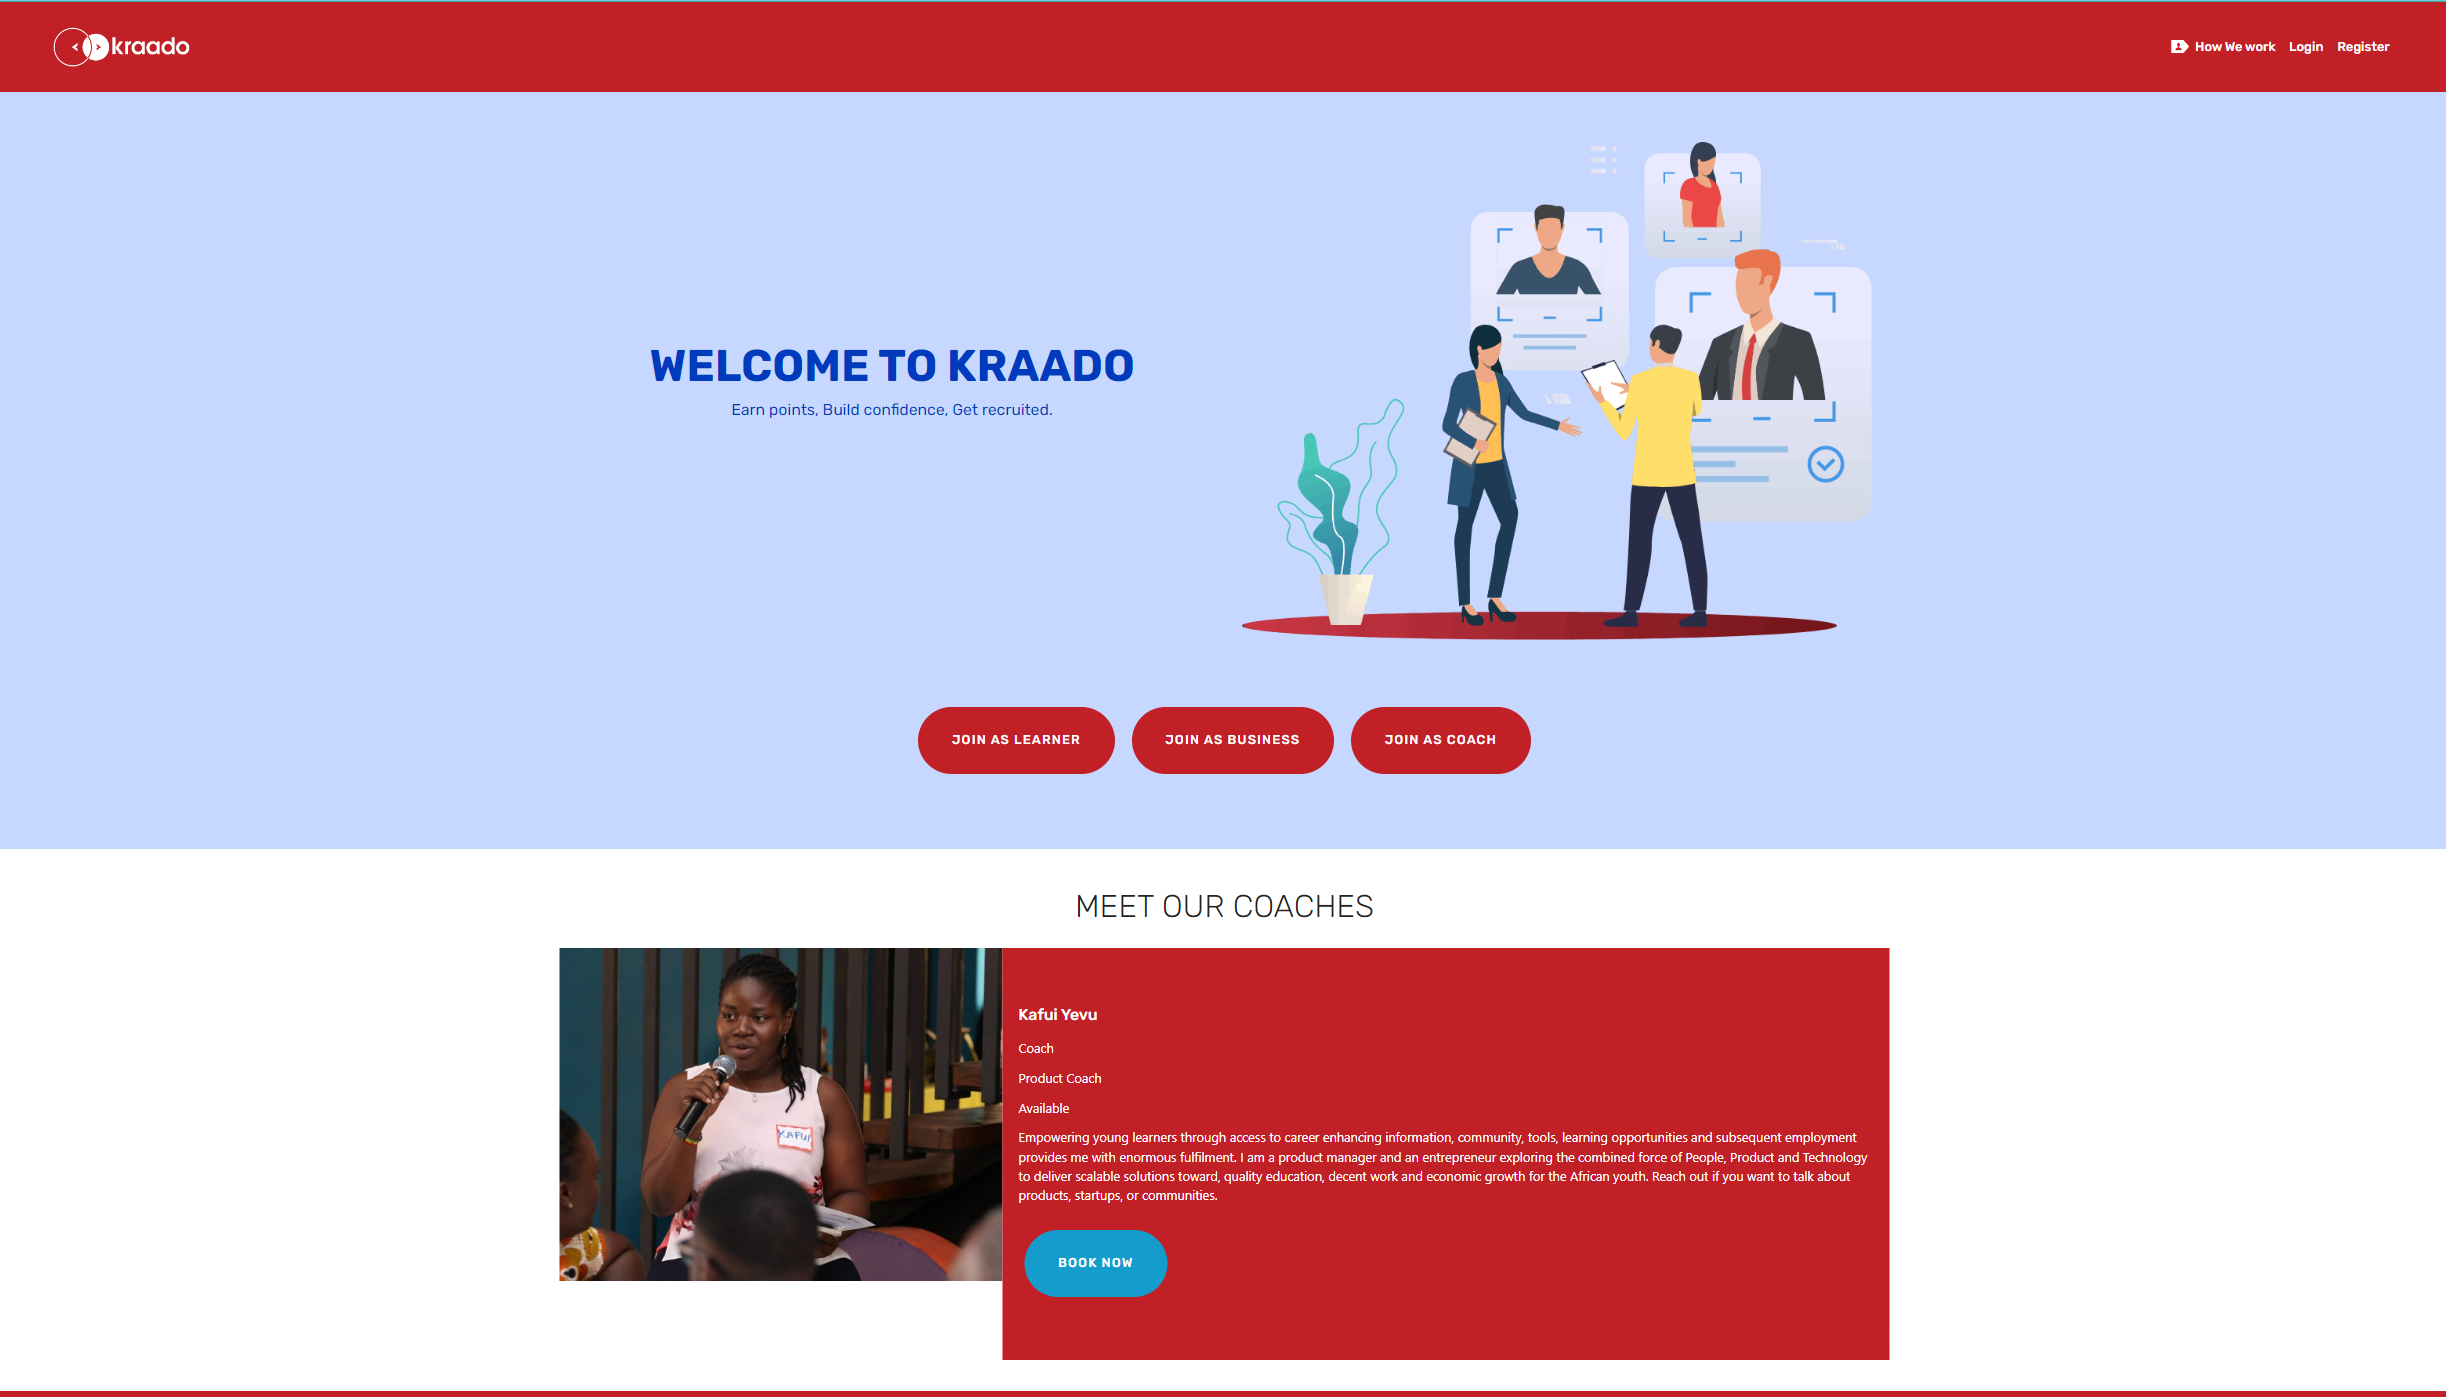 kraado
How We work Login Register
WELCOME TO KRAADO
Earn points, Build confidence, Get recruited.
JOIN AS LEARNER JOIN AS BUSINESS JOIN AS COACH
MEET OUR COACHES
KAFUI
Kafui Yevu
Coach
Product Coach
Available
Empowering young learners through access to career enhancing information, community, tools, learning opportunities and subsequent employment
provides me with enormous fulfilment. I am a product manager and an entrepreneur exploring the combined force of People, Product and Technology
to deliver scalable solutions toward, quality education, decent work and economic growth for the African youth. Reach out if you want to talk about
products, startups, or communities.
BOOK NOW